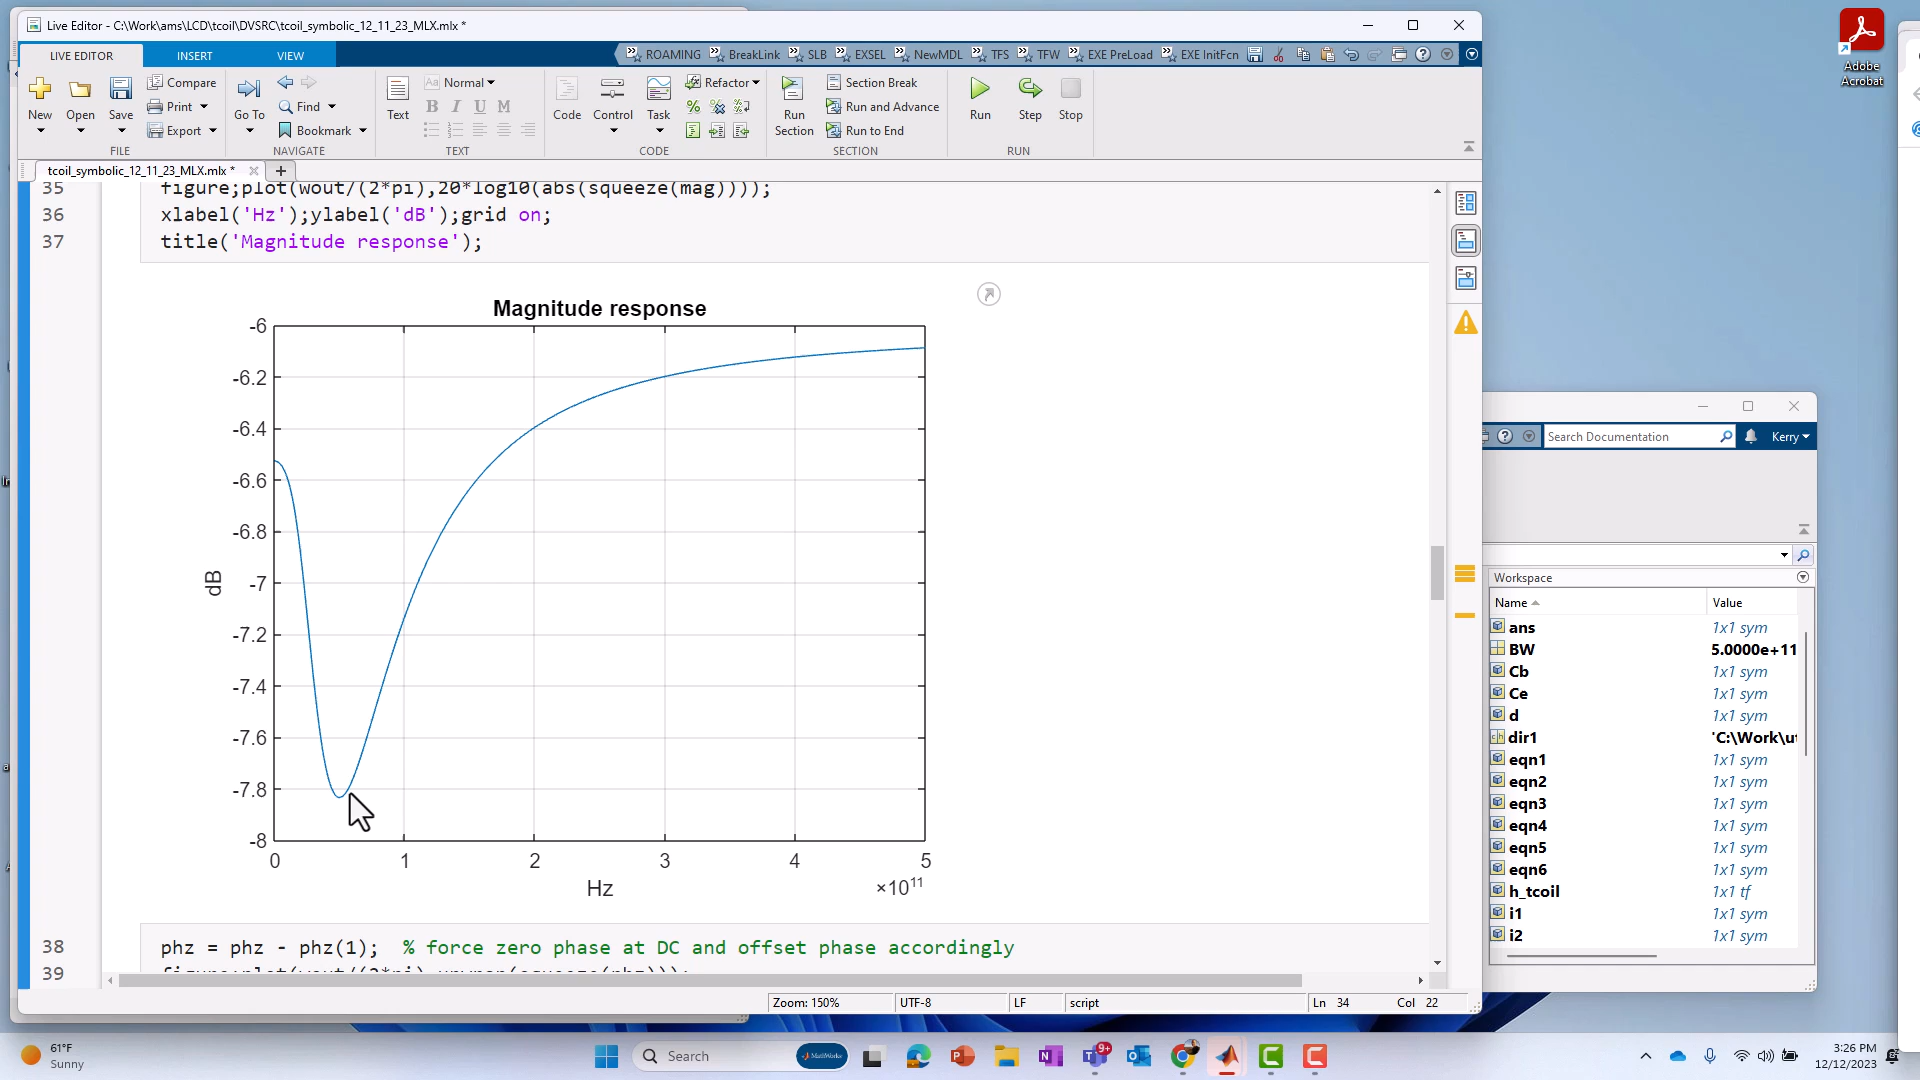 Live Editor - C:\Work\ams\LCD\tcoil\DVSRC\tcoil_symbolic_12_11_23_MLX.mlx *
LIVE EDITOR INSERT VIEW ROAMING BreakLink SLB EXSEL NewMDL TFS TFW EXE PreLoad EXE InitFcn
New Open Save Compare Print Export
Go To Find Bookmark
Text Aa Normal B I U M
Code Control Task Refactor
Run Section Section Break Run and Advance Run to End
Run Step Stop
FILE NAVIGATE TEXT CODE SECTION RUN
tcoil_symbolic_12_11_23_MLX.mlx * +
35 figure;plot(wout/(2*pi),20*log10(abs(squeeze(mag))));
36 xlabel('Hz');ylabel('dB');grid on;
37 title('Magnitude response');
Magnitude response
-6
-6.2
-6.4
-6.6
-6.8
-7
-7.2
-7.4
-7.6
-7.8
-8
dB
0 1 2 3 4 5
Hz
×10¹¹
38 phz = phz - phz(1); % force zero phase at DC and offset phase accordingly
39
Zoom: 150% UTF-8 LF script Ln 34 Col 22
Adobe Acrobat
Search Documentation Kerry
Workspace
Name Value
ans 1x1 sym
BW 5.0000e+11
Cb 1x1 sym
Ce 1x1 sym
d 1x1 sym
dir1 'C:\Work\ut
eqn1 1x1 sym
eqn2 1x1 sym
eqn3 1x1 sym
eqn4 1x1 sym
eqn5 1x1 sym
eqn6 1x1 sym
h_tcoil 1x1 tf
i1 1x1 sym
i2 1x1 sym
61°F
Sunny
Search MathWorks 9+
3:26 PM
12/12/2023